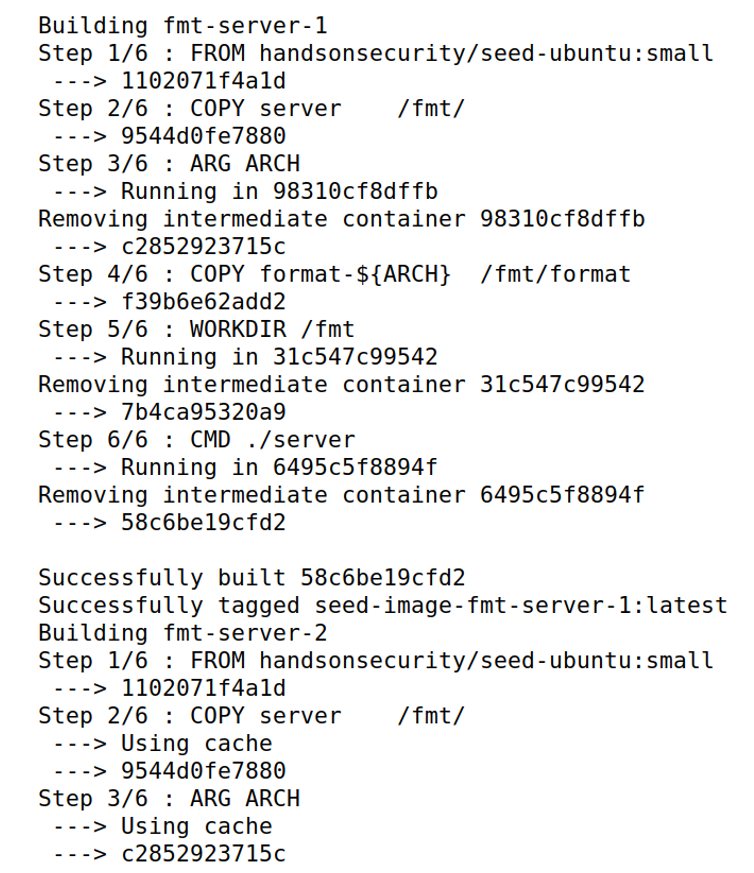 Building fmt-server-1
Step 1/6 : FROM handsonsecurity/seed-ubuntu:small
 ---> 1102071f4a1d
Step 2/6 : COPY server    /fmt/
 ---> 9544d0fe7880
Step 3/6 : ARG ARCH
 ---> Running in 98310cf8dffb
Removing intermediate container 98310cf8dffb
 ---> c2852923715c
Step 4/6 : COPY format-${ARCH}  /fmt/format
 ---> f39b6e62add2
Step 5/6 : WORKDIR /fmt
 ---> Running in 31c547c99542
Removing intermediate container 31c547c99542
 ---> 7b4ca95320a9
Step 6/6 : CMD ./server
 ---> Running in 6495c5f8894f
Removing intermediate container 6495c5f8894f
 ---> 58c6be19cfd2

Successfully built 58c6be19cfd2
Successfully tagged seed-image-fmt-server-1:latest
Building fmt-server-2
Step 1/6 : FROM handsonsecurity/seed-ubuntu:small
 ---> 1102071f4a1d
Step 2/6 : COPY server    /fmt/
 ---> Using cache
 ---> 9544d0fe7880
Step 3/6 : ARG ARCH
 ---> Using cache
 ---> c2852923715c